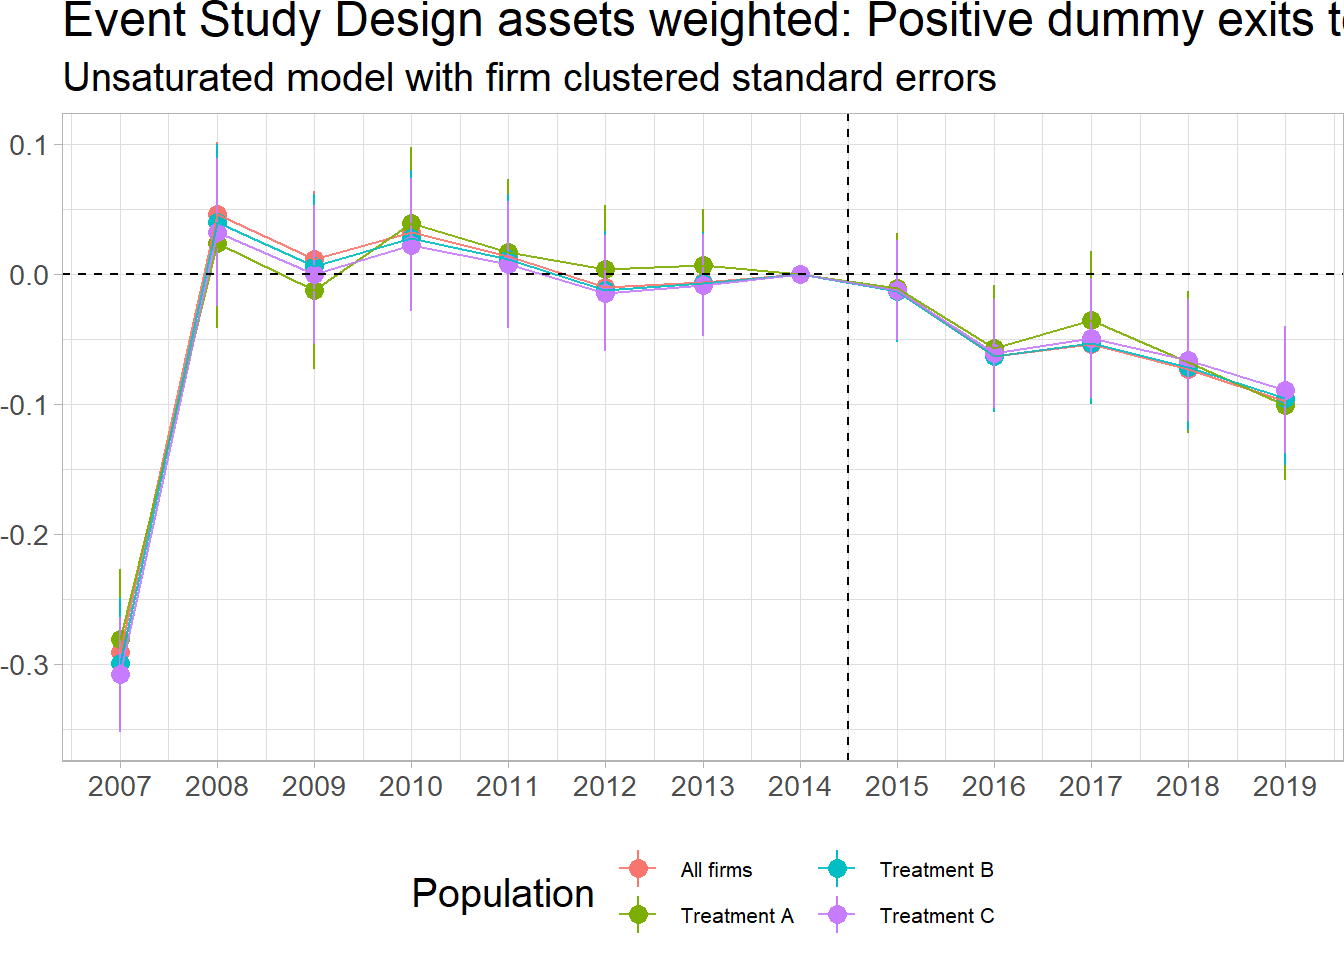 Event Study Design assets weighted: Positive dummy exits
Unsaturated model with firm clustered standard errors
0.1
0.0
-0.1
-0.2
-0.3
2007 2008 2009 2010 2011 2012 2013 2014 2015 2016 2017 2018 2019
Population
All firms
Treatment A
Treatment B
Treatment C